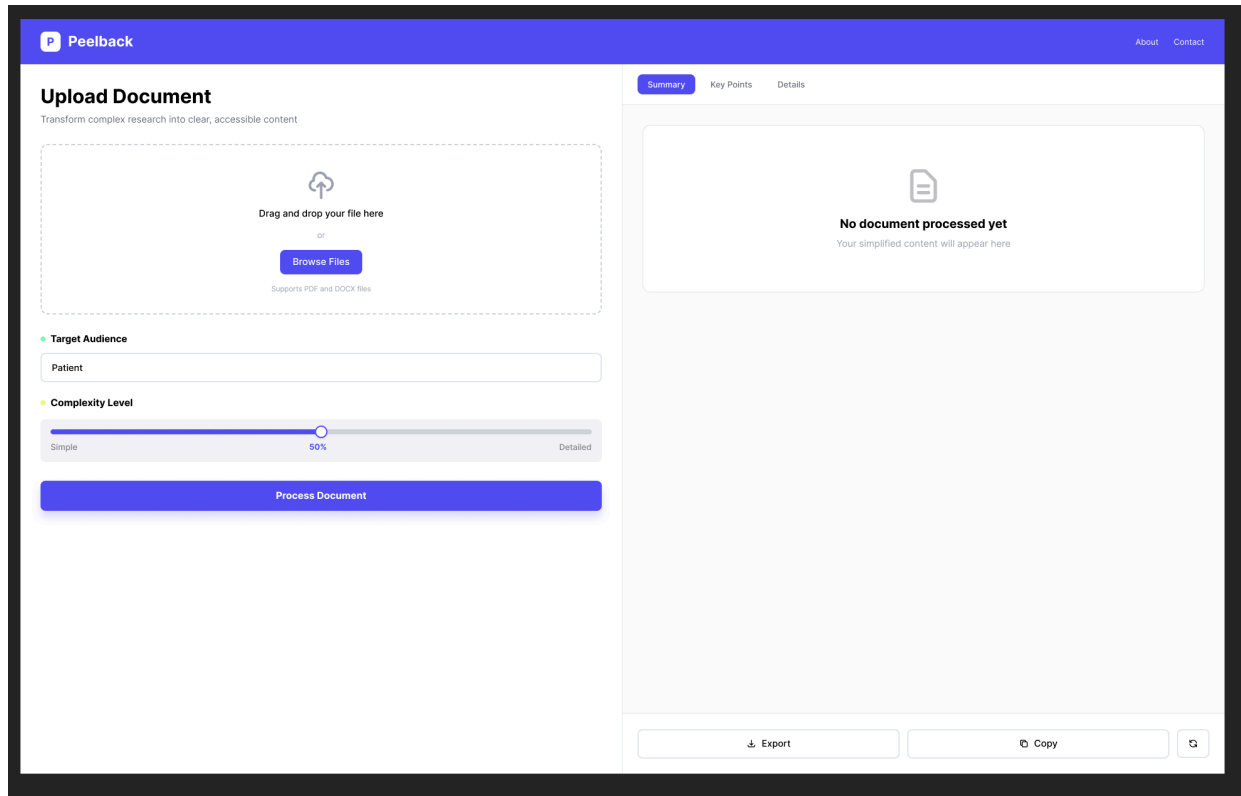 P Peelback
About Contact
Upload Document
Transform complex research into clear, accessible content
Drag and drop your file here
or
Browse Files
Supports PDF and DOCX files
Target Audience
Patient
Complexity Level
Simple 50% Detailed
Process Document
Summary Key Points Details
No document processed yet
Your simplified content will appear here
Export Copy